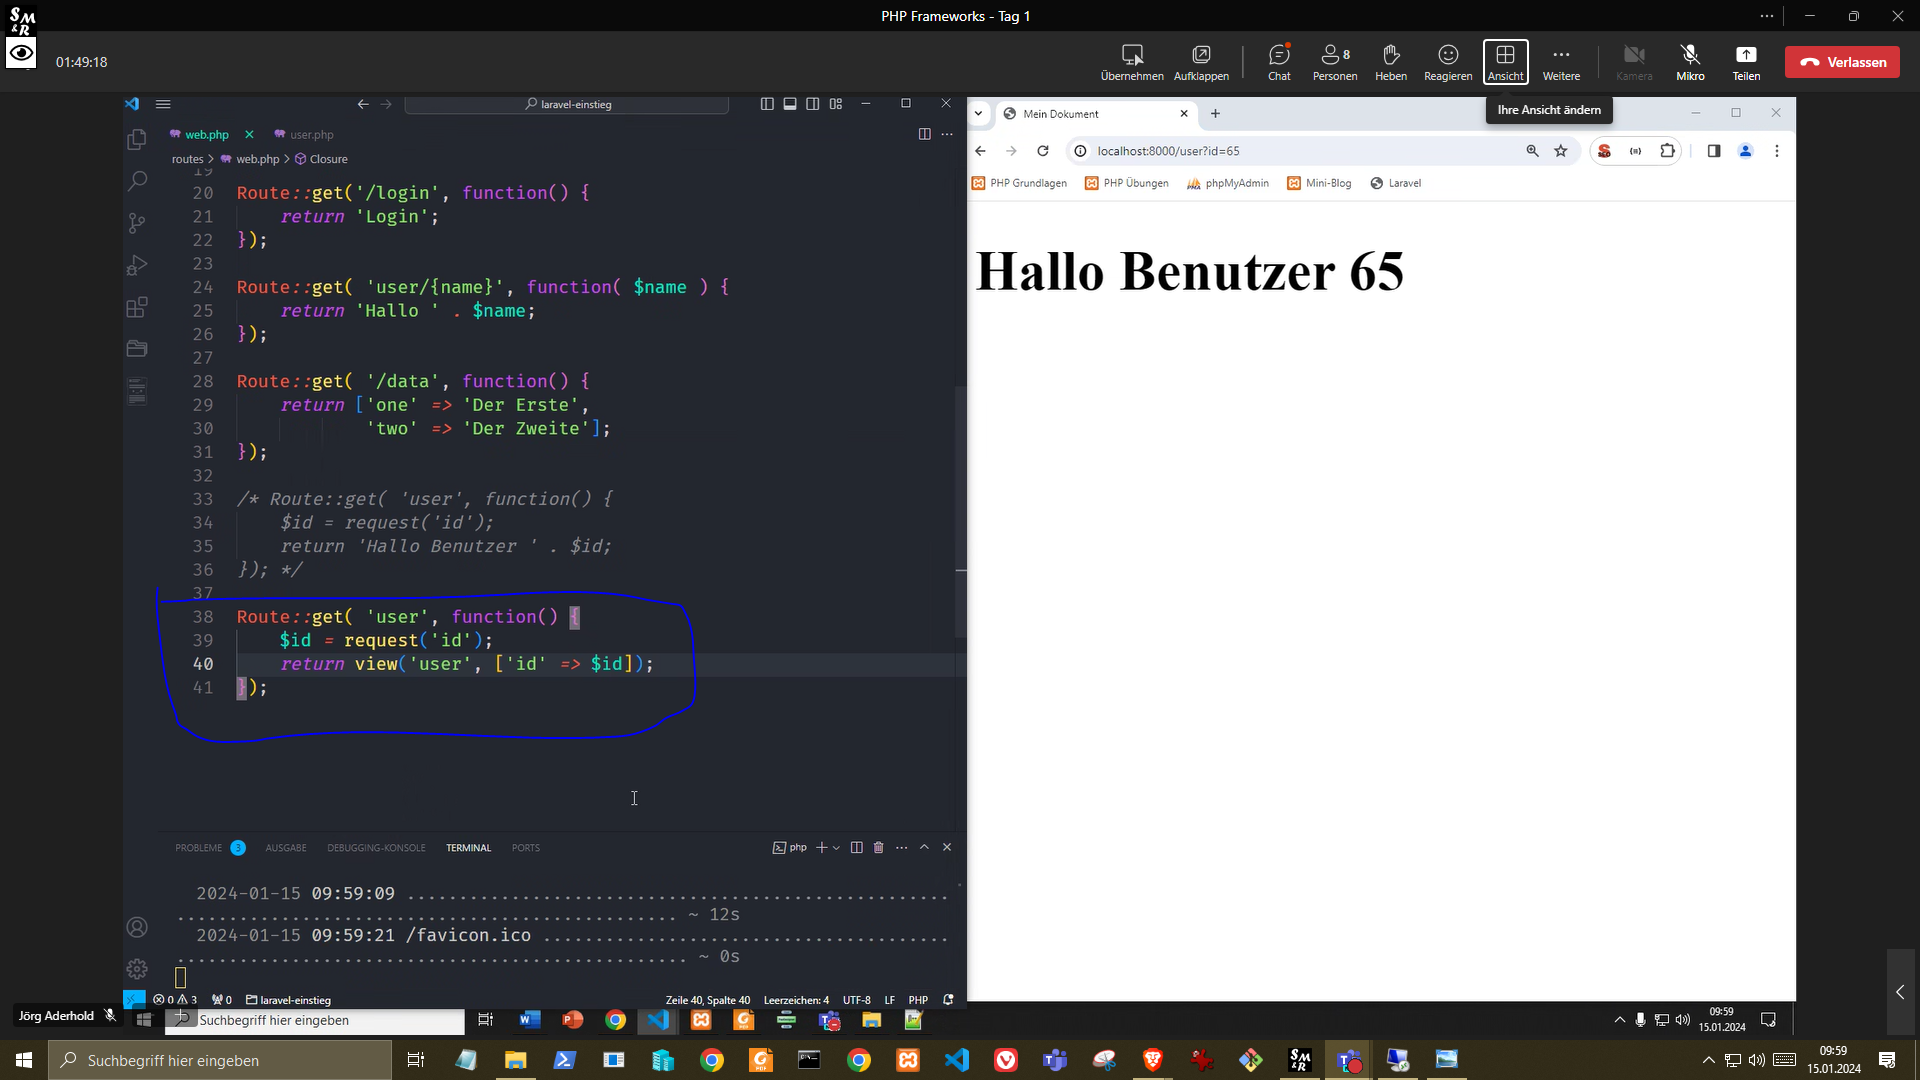 SM&R
PHP Frameworks - Tag 1
01:49:18
Übernehmen
Aufklappen
Chat
8
Personen
Heben
Reagieren
Ansicht
Weitere
Kamera
Mikro
Teilen
Verlassen
Ihre Ansicht ändern
laravel-einstieg
web.php
user.php
routes > web.php > Closure
19
20 Route::get('/login', function() {
21 return 'Login';
22 });
23
24 Route::get( 'user/{name}', function( $name ) {
25 return 'Hallo ' . $name;
26 });
27
28 Route::get( '/data', function() {
29 return ['one' => 'Der Erste',
30 'two' => 'Der Zweite'];
31 });
32
33 /* Route::get( 'user', function() {
34 $id = request('id');
35 return 'Hallo Benutzer ' . $id;
36 }); */
37
38 Route::get( 'user', function() {
39 $id = request('id');
40 return view('user', ['id' => $id]);
41 });
PROBLEME 3 AUSGABE DEBUGGING-KONSOLE TERMINAL PORTS
php
2024-01-15 09:59:09 ..................................................
................................................ ~ 12s
2024-01-15 09:59:21 /favicon.ico .....................................
................................................. ~ 0s
0 3 0 laravel-einstieg Zeile 40, Spalte 40 Leerzeichen: 4 UTF-8 LF PHP
Mein Dokument
localhost:8000/user?id=65
PHP Grundlagen PHP Übungen phpMyAdmin Mini-Blog Laravel
Hallo Benutzer 65
Jörg Aderhold
Suchbegriff hier eingeben
09:59
15.01.2024
Suchbegriff hier eingeben
09:59
15.01.2024